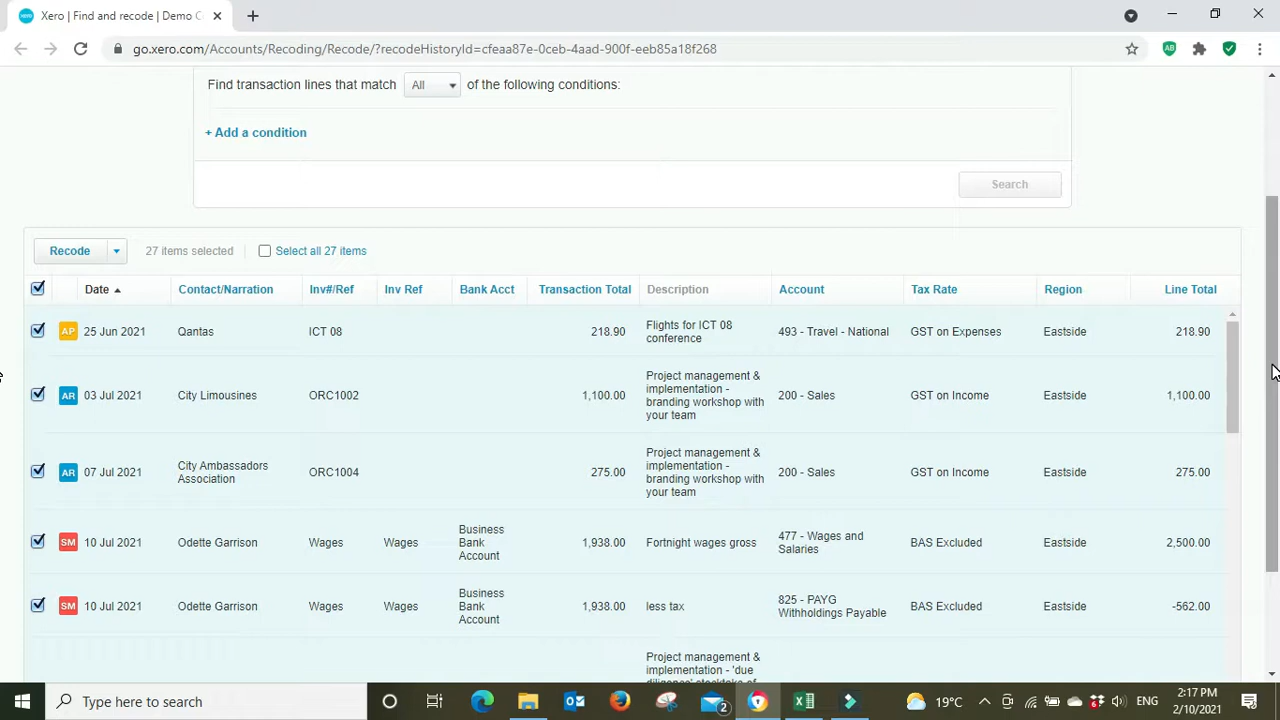 Xero | Find and recode | Demo C
go.xero.com/Accounts/Recoding/Recode/?recodeHistoryId=cfeaa87e-0ceb-4aad-900f-eeb85a18f268
Find transaction lines that match All of the following conditions:
+ Add a condition
Search
Recode 27 items selected Select all 27 items
Date Contact/Narration Inv#/Ref Inv Ref Bank Acct Transaction Total Description Account Tax Rate Region Line Total
AP 25 Jun 2021 Qantas ICT 08 218.90 Flights for ICT 08 conference 493 - Travel - National GST on Expenses Eastside 218.90
AR 03 Jul 2021 City Limousines ORC1002 1,100.00 Project management & implementation - branding workshop with your team 200 - Sales GST on Income Eastside 1,100.00
AR 07 Jul 2021 City Ambassadors Association ORC1004 275.00 Project management & implementation - branding workshop with your team 200 - Sales GST on Income Eastside 275.00
SM 10 Jul 2021 Odette Garrison Wages Wages Business Bank Account 1,938.00 Fortnight wages gross 477 - Wages and Salaries BAS Excluded Eastside 2,500.00
SM 10 Jul 2021 Odette Garrison Wages Wages Business Bank Account 1,938.00 less tax 825 - PAYG Withholdings Payable BAS Excluded Eastside -562.00
Project management &
implementation - 'due
diligence' stocktake of
Type here to search 2 19°C ENG 2:17 PM
2/10/2021